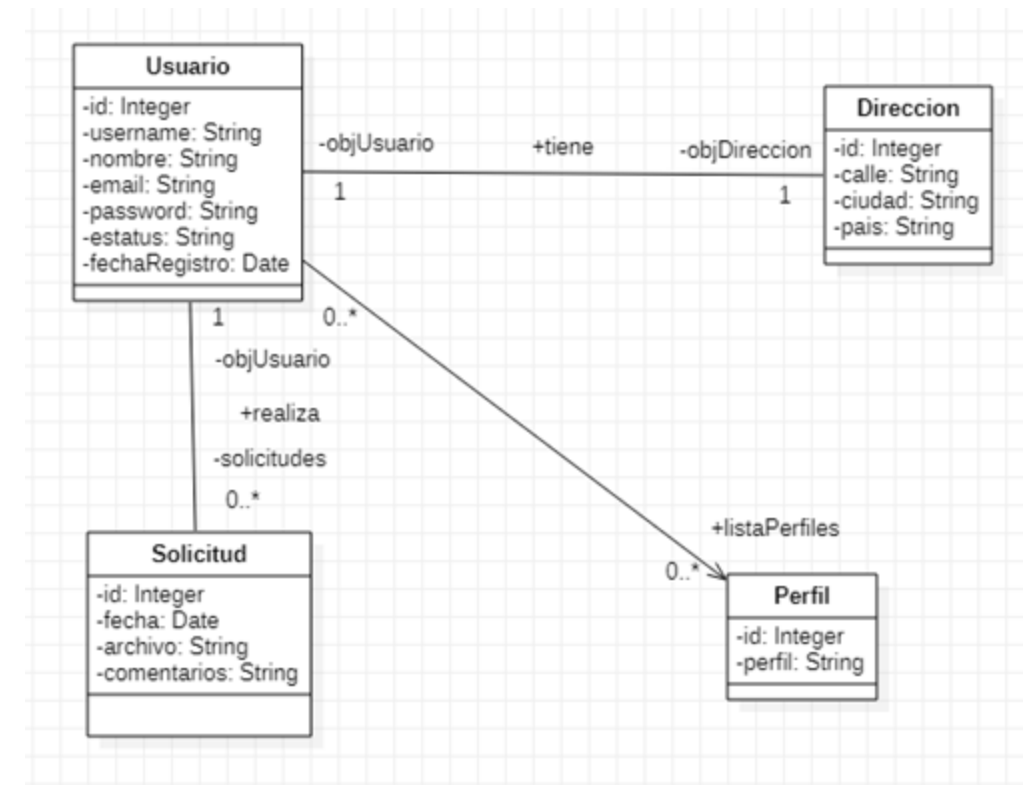 Usuario
-id: Integer
-username: String
-nombre: String
-email: String
-password: String
-estatus: String
-fechaRegistro: Date
-objUsuario
1
+tiene
-objDireccion
1
Direccion
-id: Integer
-calle: String
-ciudad: String
-pais: String
1
0..*
-objUsuario
+realiza
-solicitudes
0..*
Solicitud
-id: Integer
-fecha: Date
-archivo: String
-comentarios: String
+listaPerfiles
0..*
Perfil
-id: Integer
-perfil: String